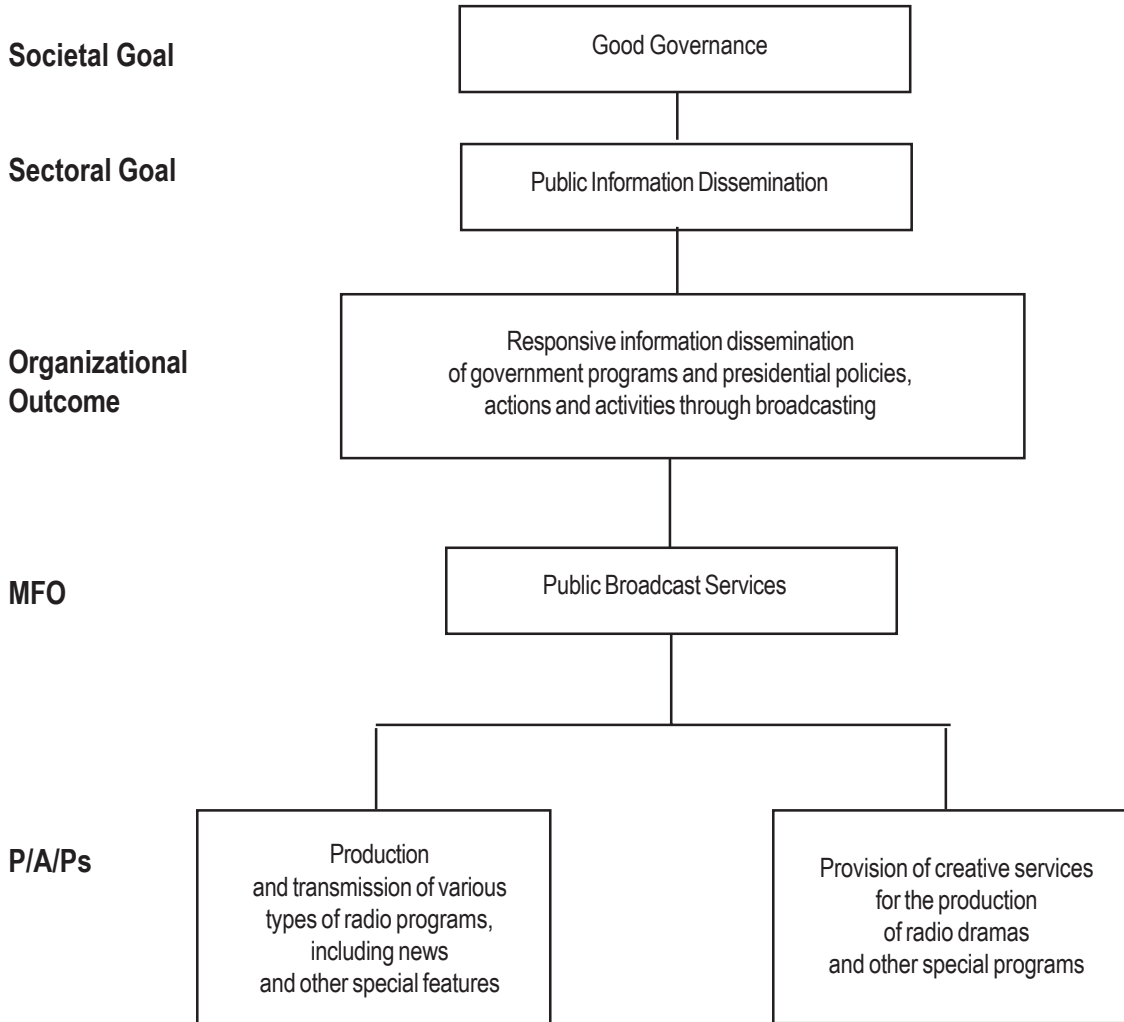 Societal Goal
Good Governance
Sectoral Goal
Public Information Dissemination
Organizational
Outcome
Responsive information dissemination
of government programs and presidential policies,
actions and activities through broadcasting
MFO
Public Broadcast Services
P/A/Ps
Production
and transmission of various
types of radio programs,
including news
and other special features
Provision of creative services
for the production
of radio dramas
and other special programs